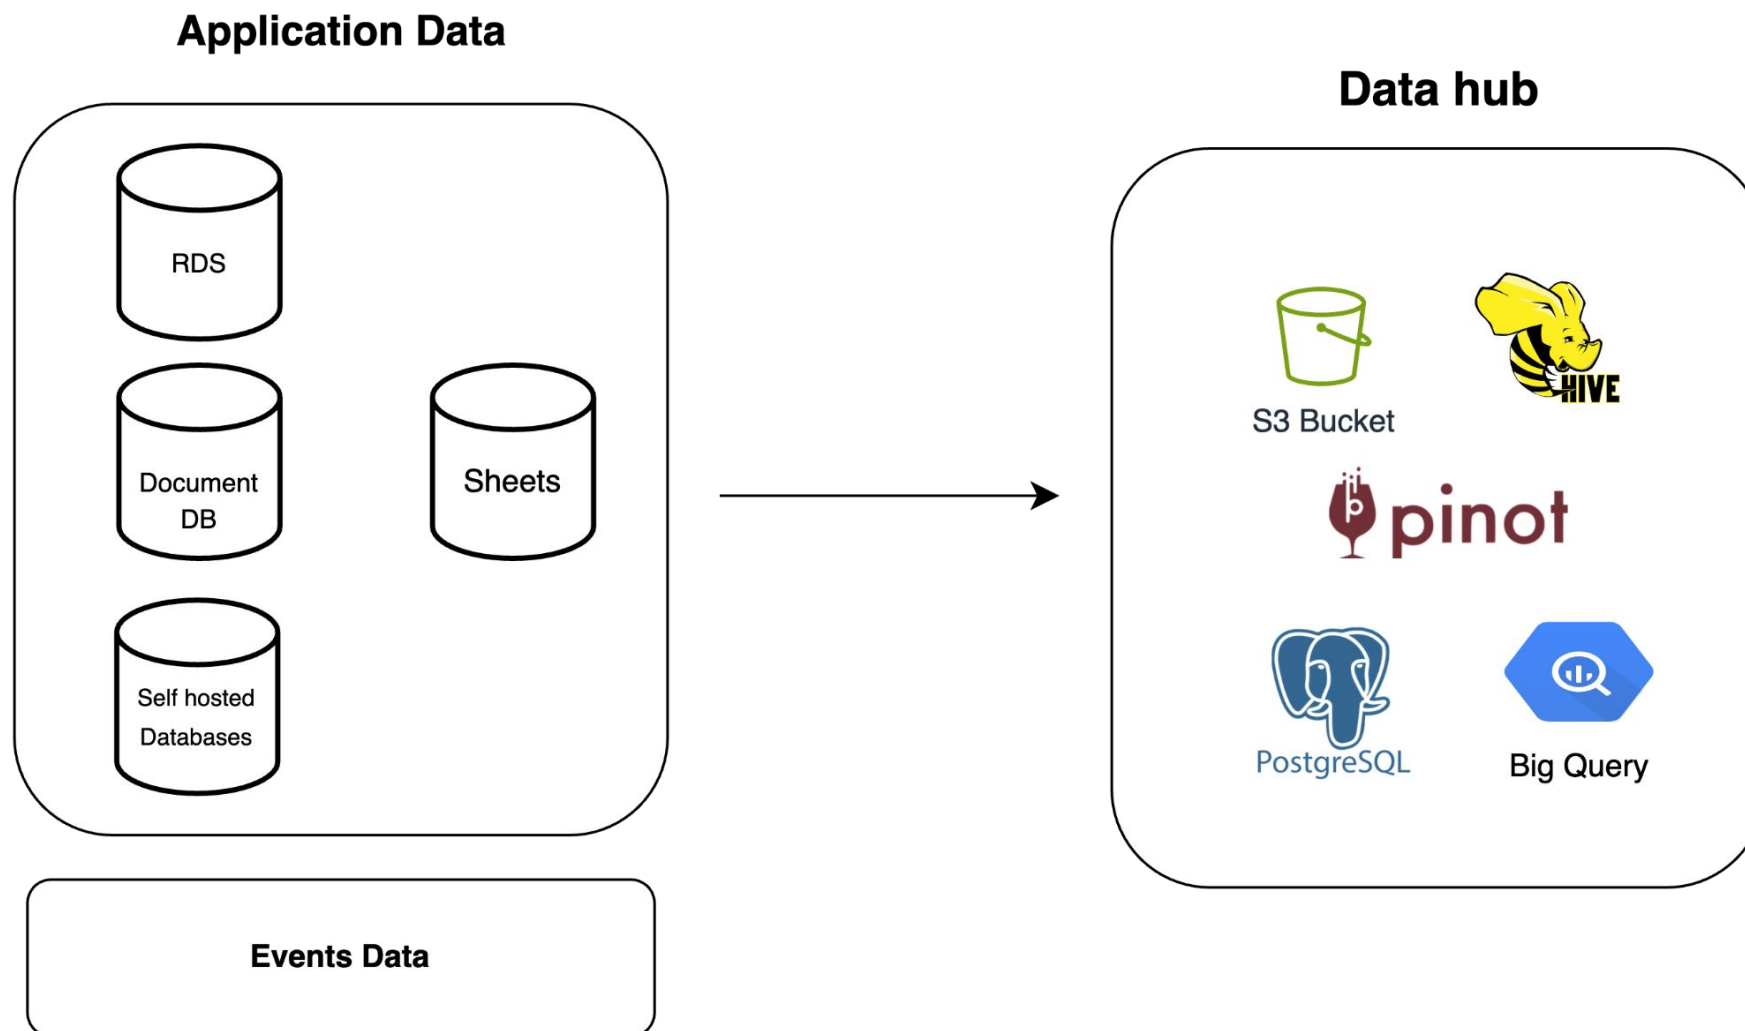 Application Data
Data hub
RDS
Document
DB
Sheets
Self hosted
Databases
S3 Bucket
HIVE
pinot
PostgreSQL
Big Query
Events Data